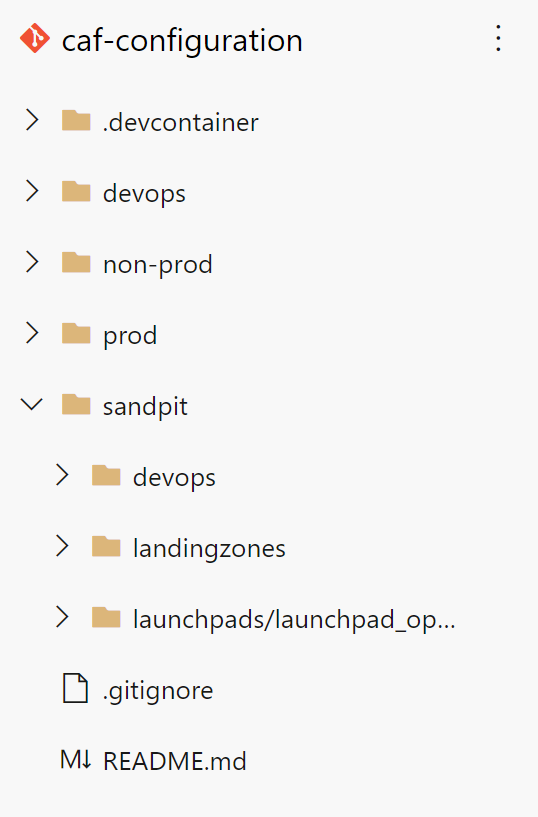 caf-configuration
.devcontainer
devops
non-prod
prod
sandpit
devops
landingzones
launchpads/launchpad_op...
.gitignore
M↓ README.md